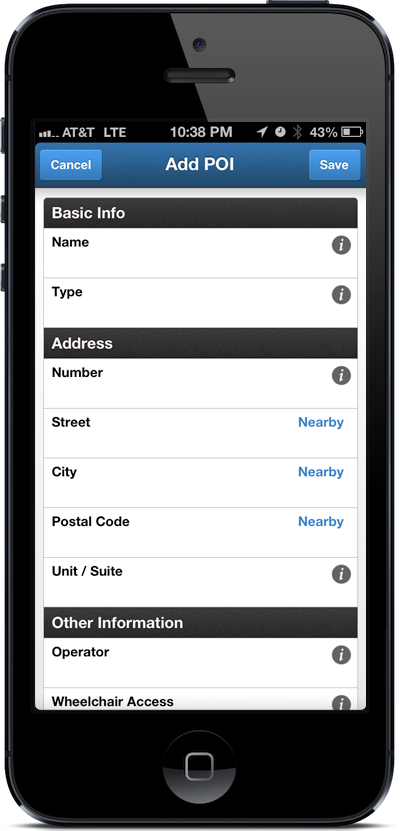 AT&T LTE 10:38 PM 43%
Cancel Add POI Save
Basic Info
Name
Type
Address
Number
Street Nearby
City Nearby
Postal Code Nearby
Unit / Suite
Other Information
Operator
Wheelchair Access